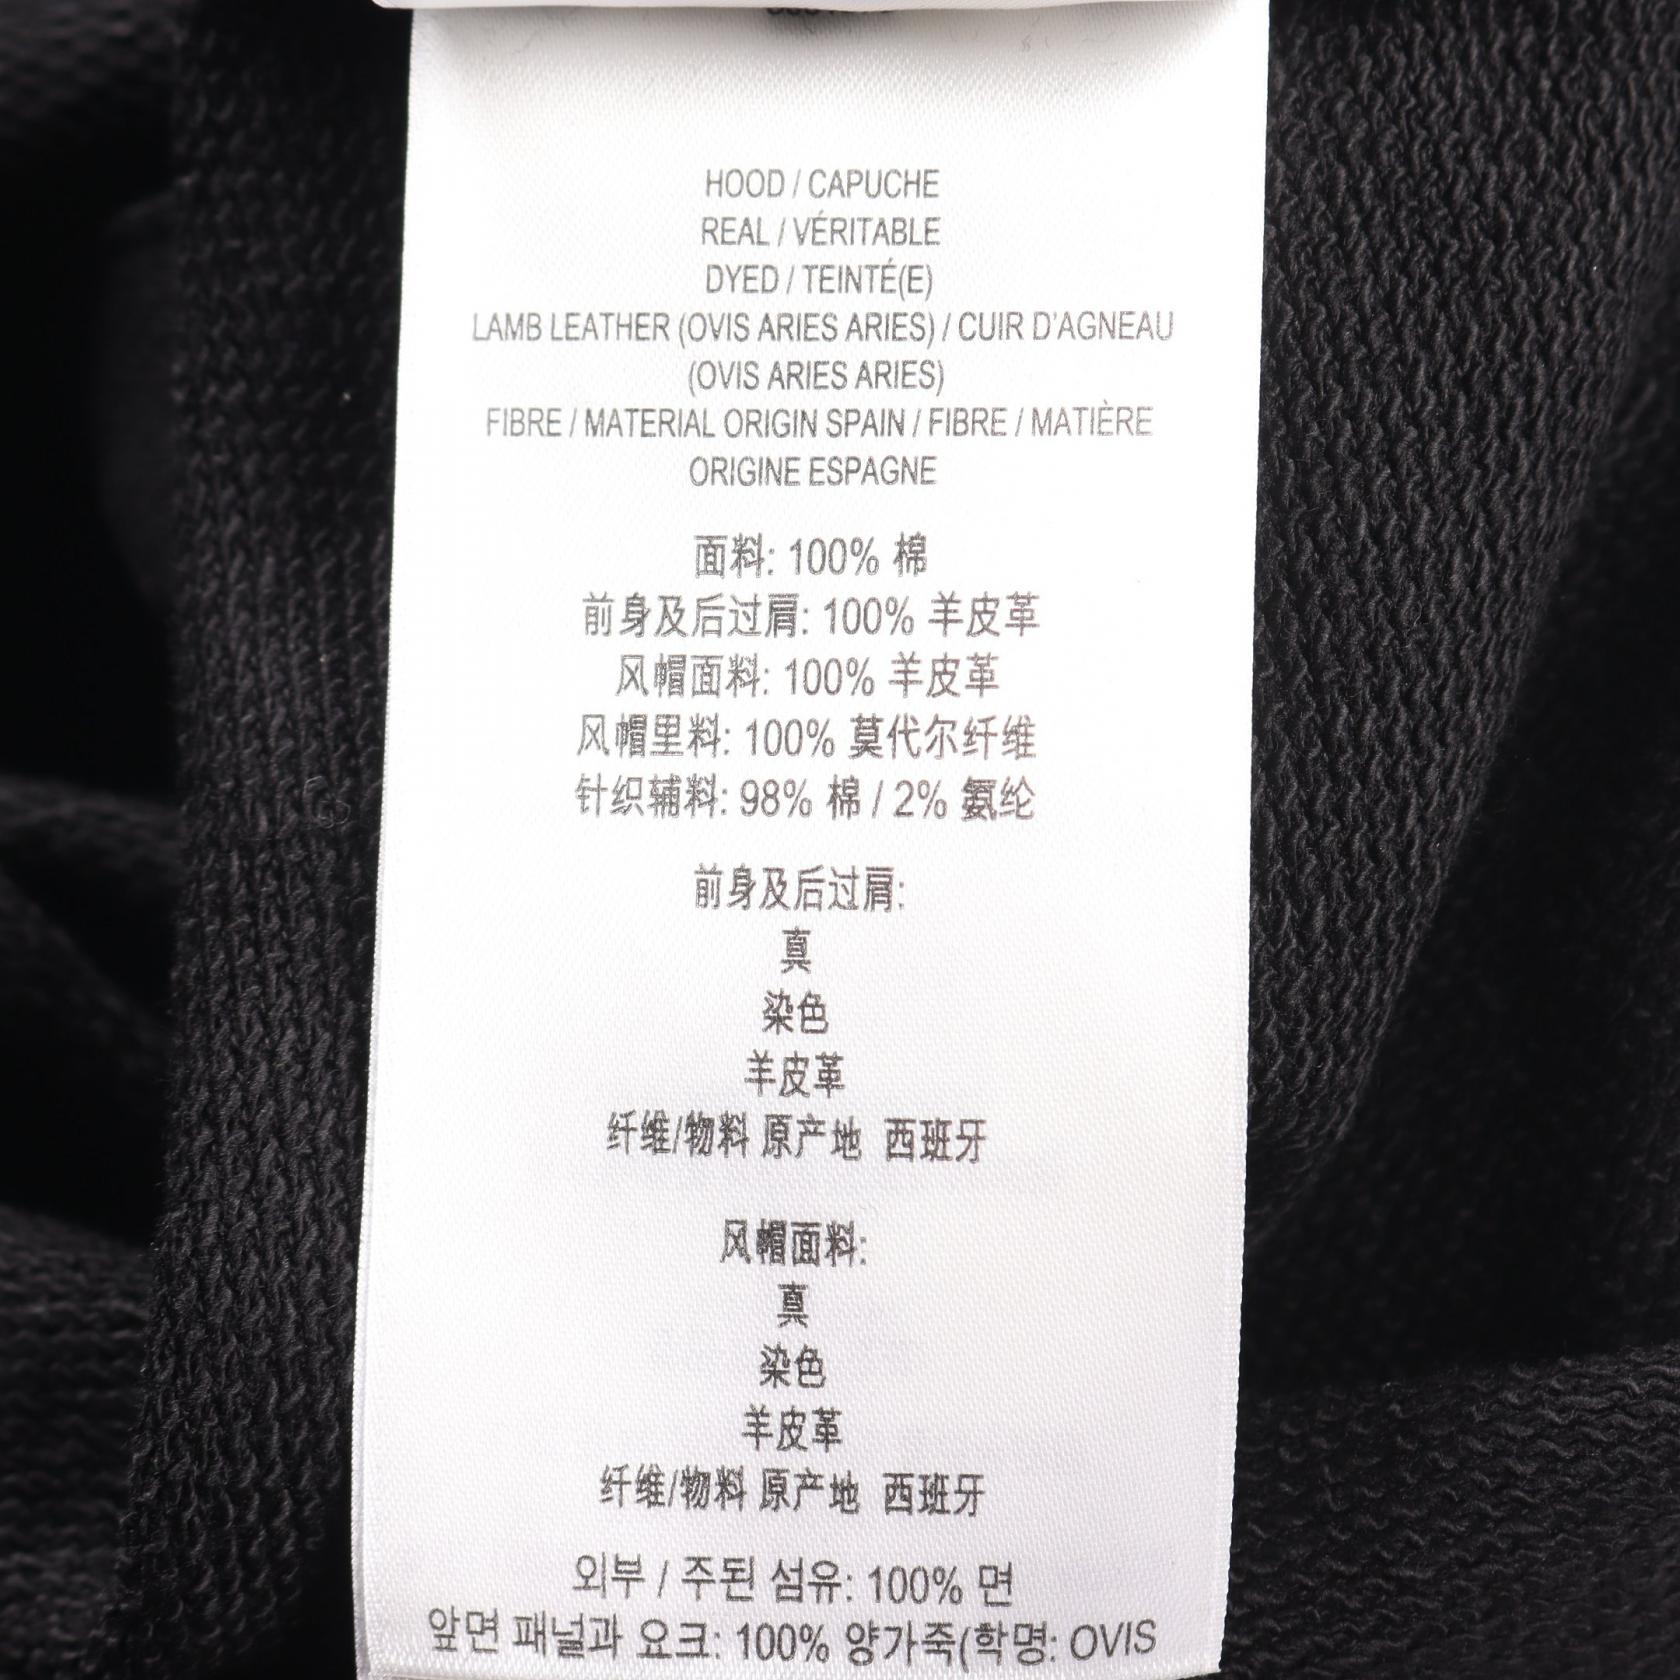 HOOD / CAPUCHE
REAL / VÉRITABLE
DYED / TEINTÉ(E)
LAMB LEATHER (OVIS ARIES ARIES) / CUIR D'AGNEAU
(OVIS ARIES ARIES)
FIBRE / MATERIAL ORIGIN SPAIN / FIBRE / MATIÈRE
ORIGINE ESPAGNE
面料: 100% 棉
前身及后过肩: 100% 羊皮革
风帽面料: 100% 羊皮革
风帽里料: 100% 莫代尔纤维
针织辅料: 98% 棉 / 2% 氨纶
前身及后过肩:
真
染色
羊皮革
纤维/物料 原产地 西班牙
风帽面料:
真
染色
羊皮革
纤维/物料 原产地 西班牙
외부 / 주된 섬유: 100% 면
앞면 패널과 요크: 100% 양가죽(학명: OVIS